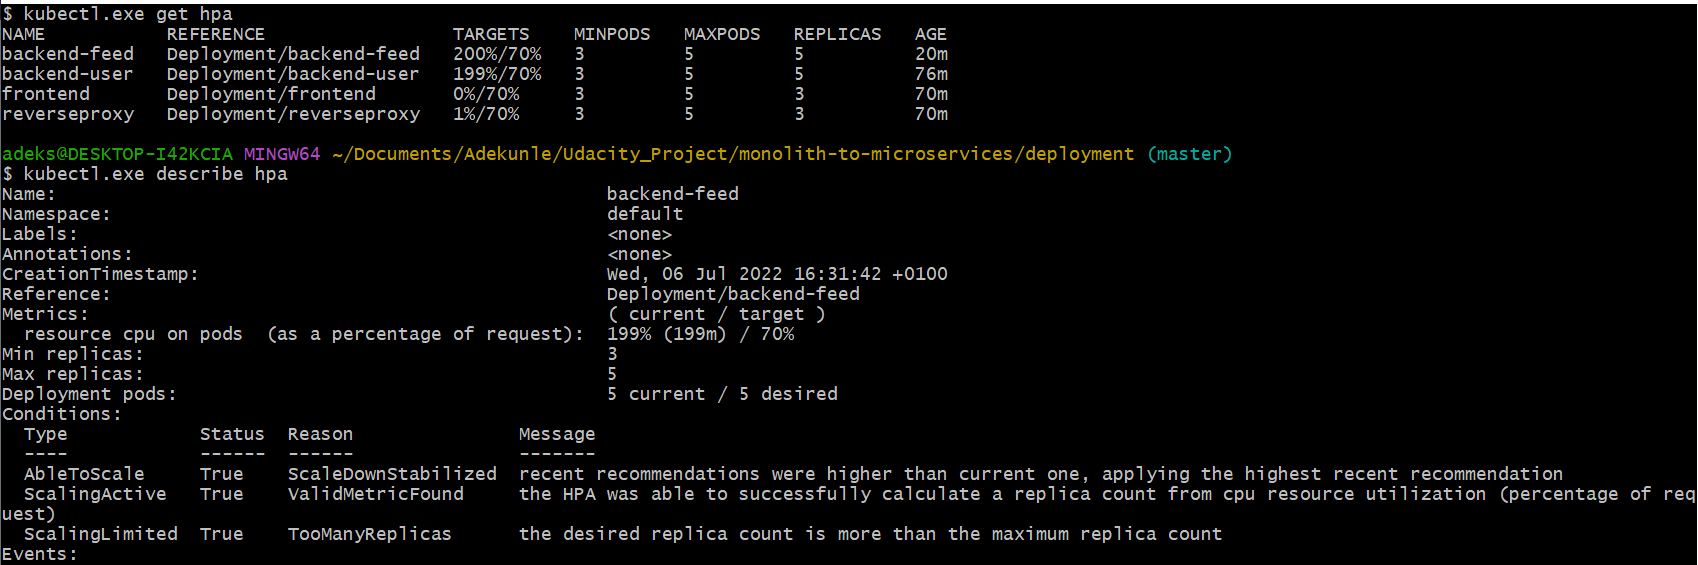 $ kubectl.exe get hpa
NAME           REFERENCE                 TARGETS    MINPODS   MAXPODS   REPLICAS   AGE
backend-feed   Deployment/backend-feed   200%/70%   3         5         5          20m
backend-user   Deployment/backend-user   199%/70%   3         5         5          76m
frontend       Deployment/frontend       0%/70%     3         5         3          70m
reverseproxy   Deployment/reverseproxy   1%/70%     3         5         3          70m
adeks@DESKTOP-I42KCIA MINGW64 ~/Documents/Adekunle/Udacity_Project/monolith-to-microservices/deployment (master)
$ kubectl.exe describe hpa
Name:                                                  backend-feed
Namespace:                                             default
Labels:                                                <none>
Annotations:                                           <none>
CreationTimestamp:                                     Wed, 06 Jul 2022 16:31:42 +0100
Reference:                                             Deployment/backend-feed
Metrics:                                               ( current / target )
  resource cpu on pods  (as a percentage of request):  199% (199m) / 70%
Min replicas:                                          3
Max replicas:                                          5
Deployment pods:                                       5 current / 5 desired
Conditions:
  Type            Status  Reason               Message
  ----            ------  ------               -------
  AbleToScale     True    ScaleDownStabilized  recent recommendations were higher than current one, applying the highest recent recommendation
  ScalingActive   True    ValidMetricFound     the HPA was able to successfully calculate a replica count from cpu resource utilization (percentage of req
uest)
  ScalingLimited  True    TooManyReplicas      the desired replica count is more than the maximum replica count
Events: